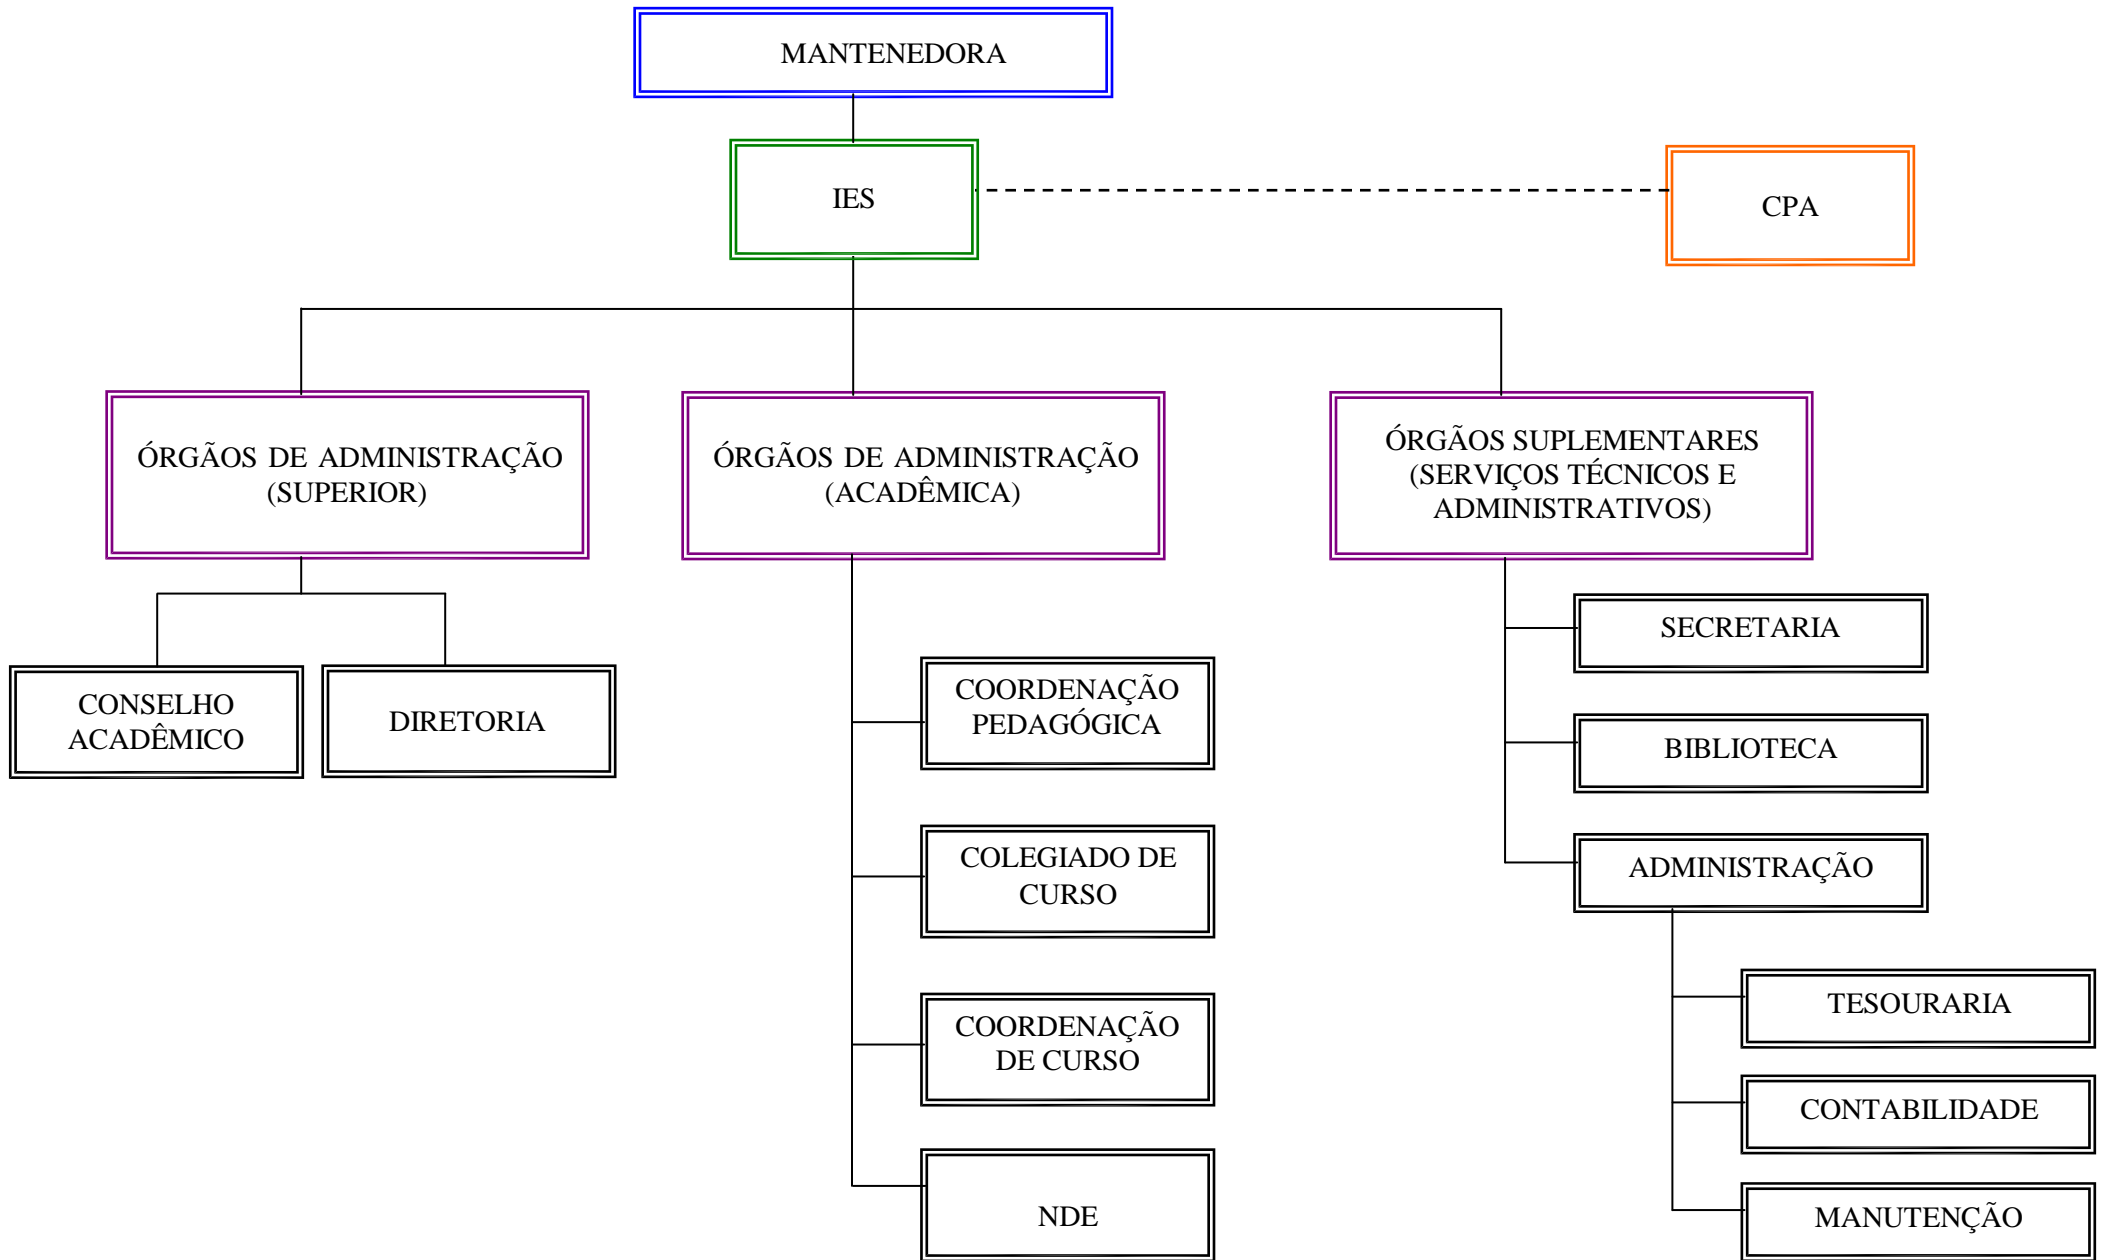 MANTENEDORA
IES
CPA
ÓRGÃOS DE ADMINISTRAÇÃO
(SUPERIOR)
ÓRGÃOS DE ADMINISTRAÇÃO
(ACADÊMICA)
ÓRGÃOS SUPLEMENTARES
(SERVIÇOS TÉCNICOS E
ADMINISTRATIVOS)
CONSELHO
ACADÊMICO
DIRETORIA
COORDENAÇÃO
PEDAGÓGICA
COLEGIADO DE
CURSO
COORDENAÇÃO
DE CURSO
NDE
SECRETARIA
BIBLIOTECA
ADMINISTRAÇÃO
TESOURARIA
CONTABILIDADE
MANUTENÇÃO